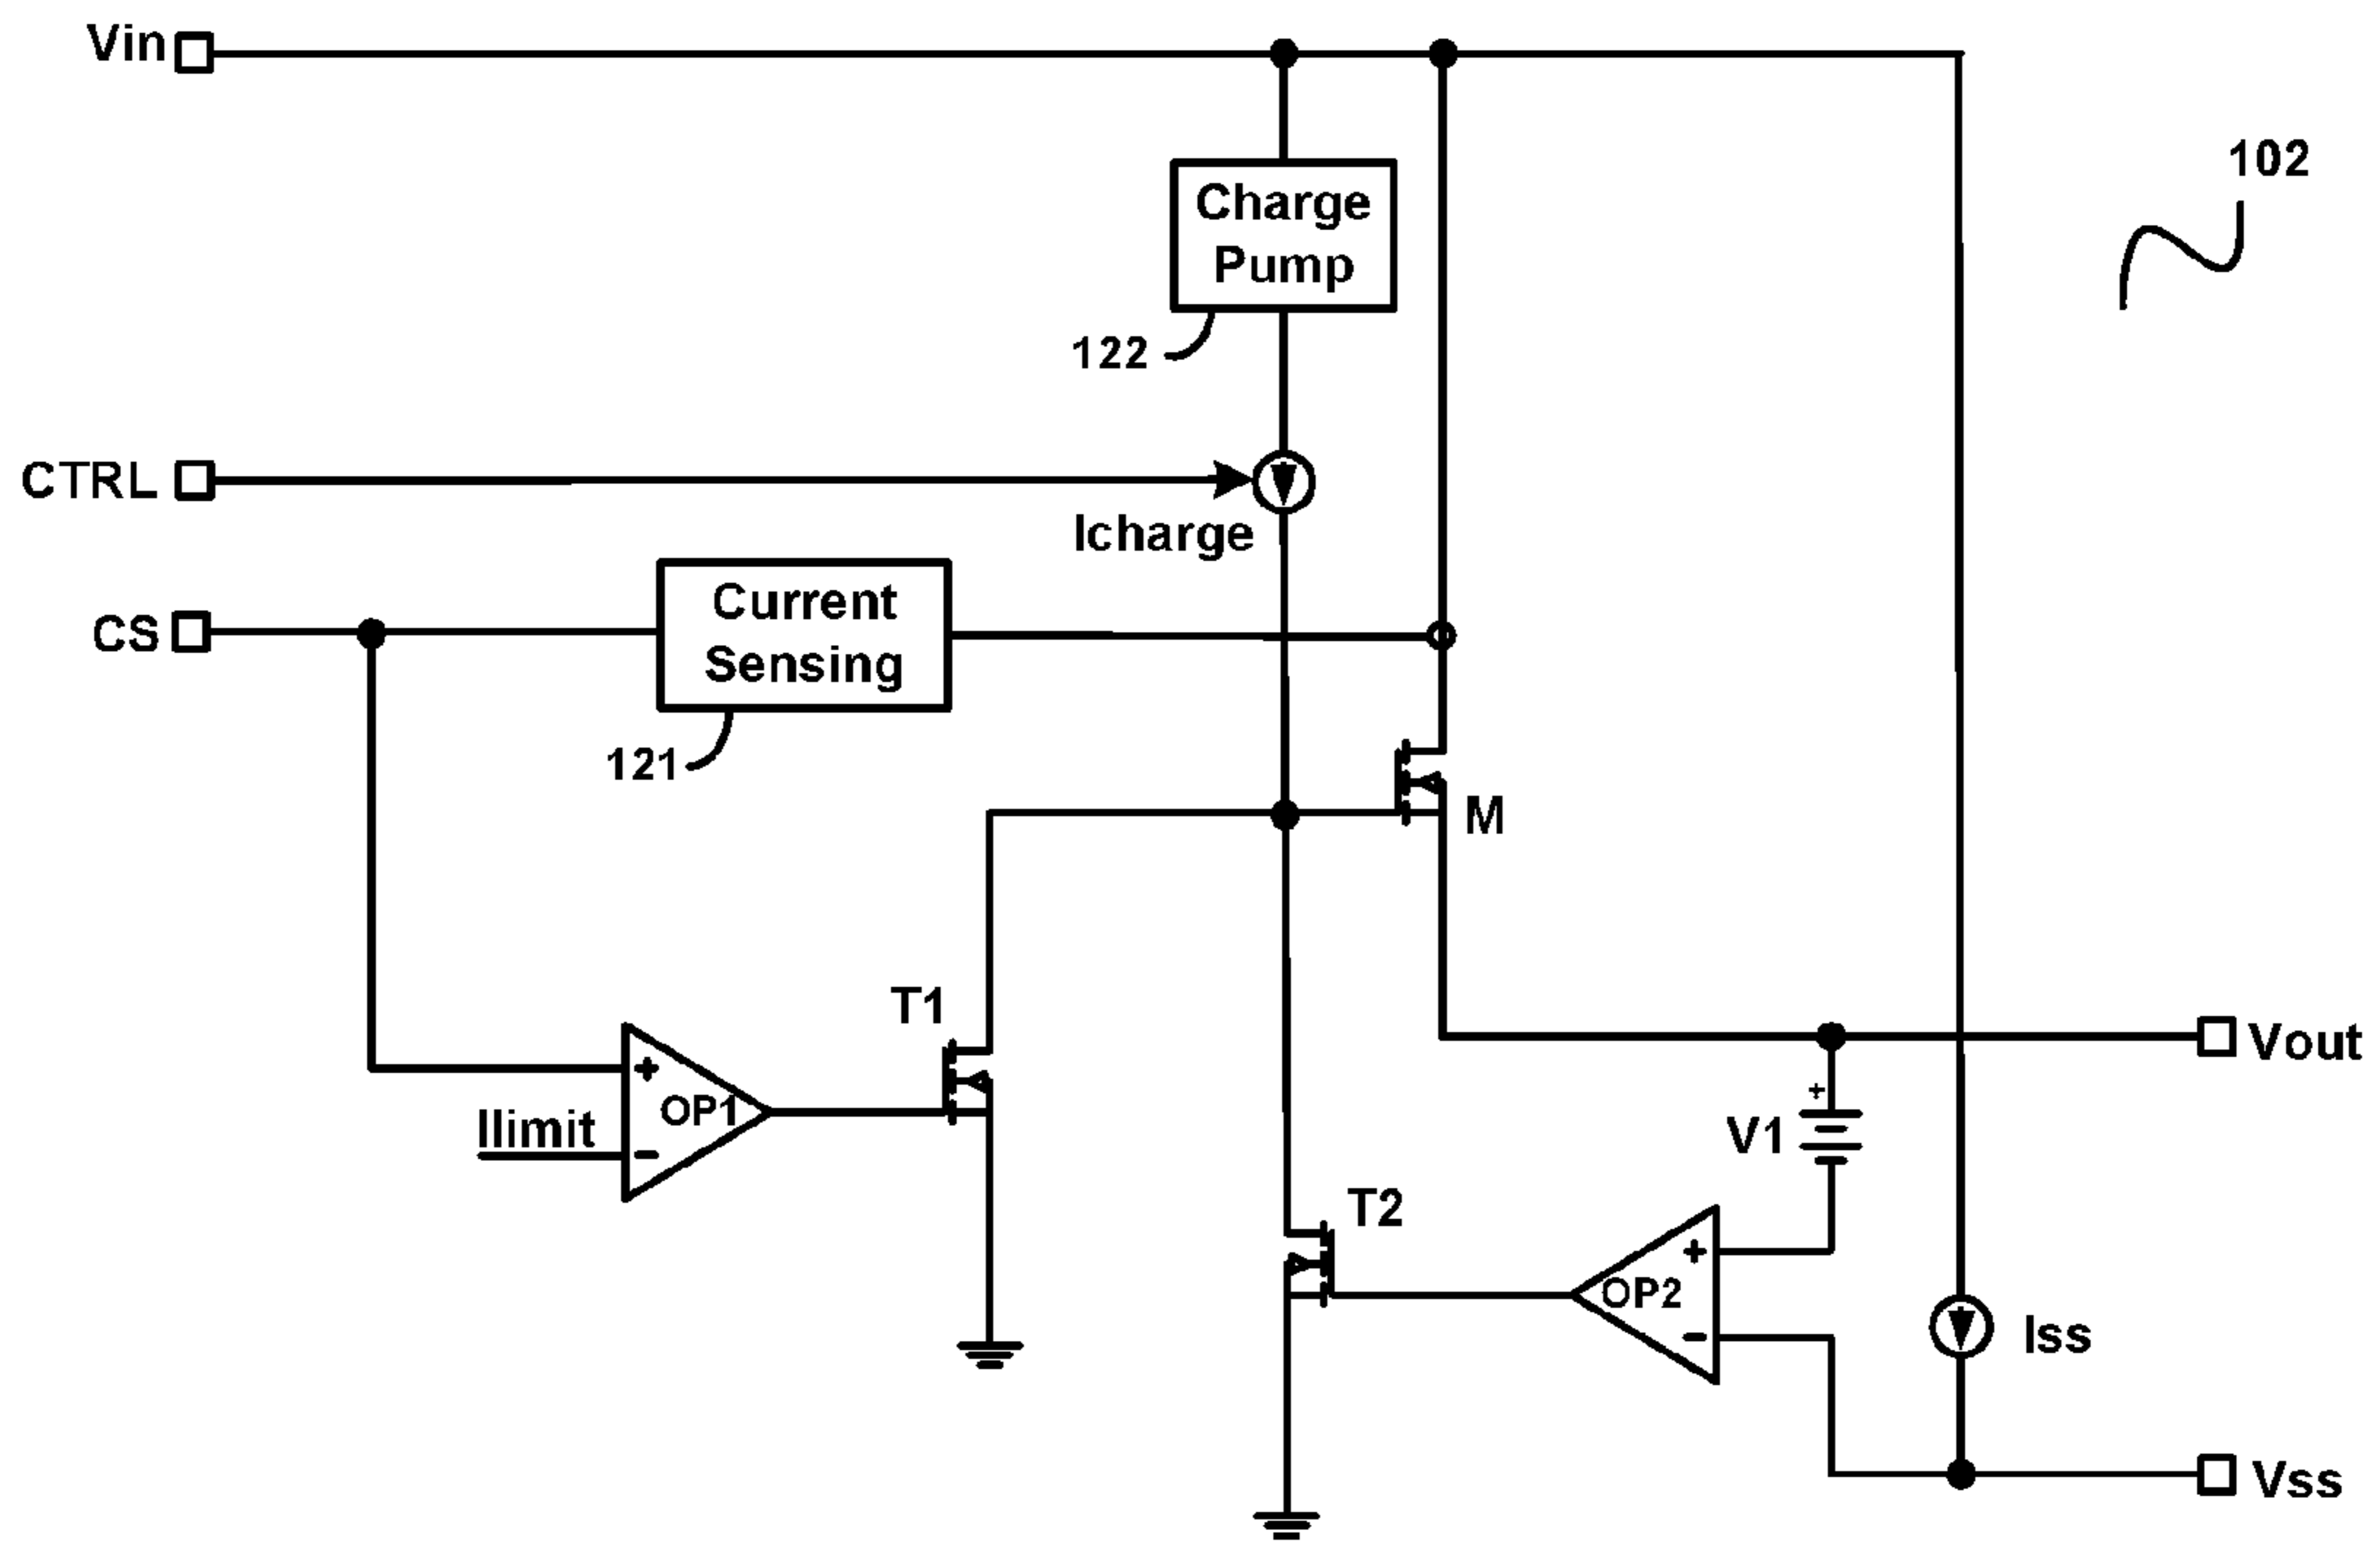 Vin
102
Charge
Pump
122
CTRL
Icharge
CS
Current
Sensing
121
M
T1
Vout
+
V1
+
OP1
Ilimit
-
T2
+
OP2
-
Iss
Vss